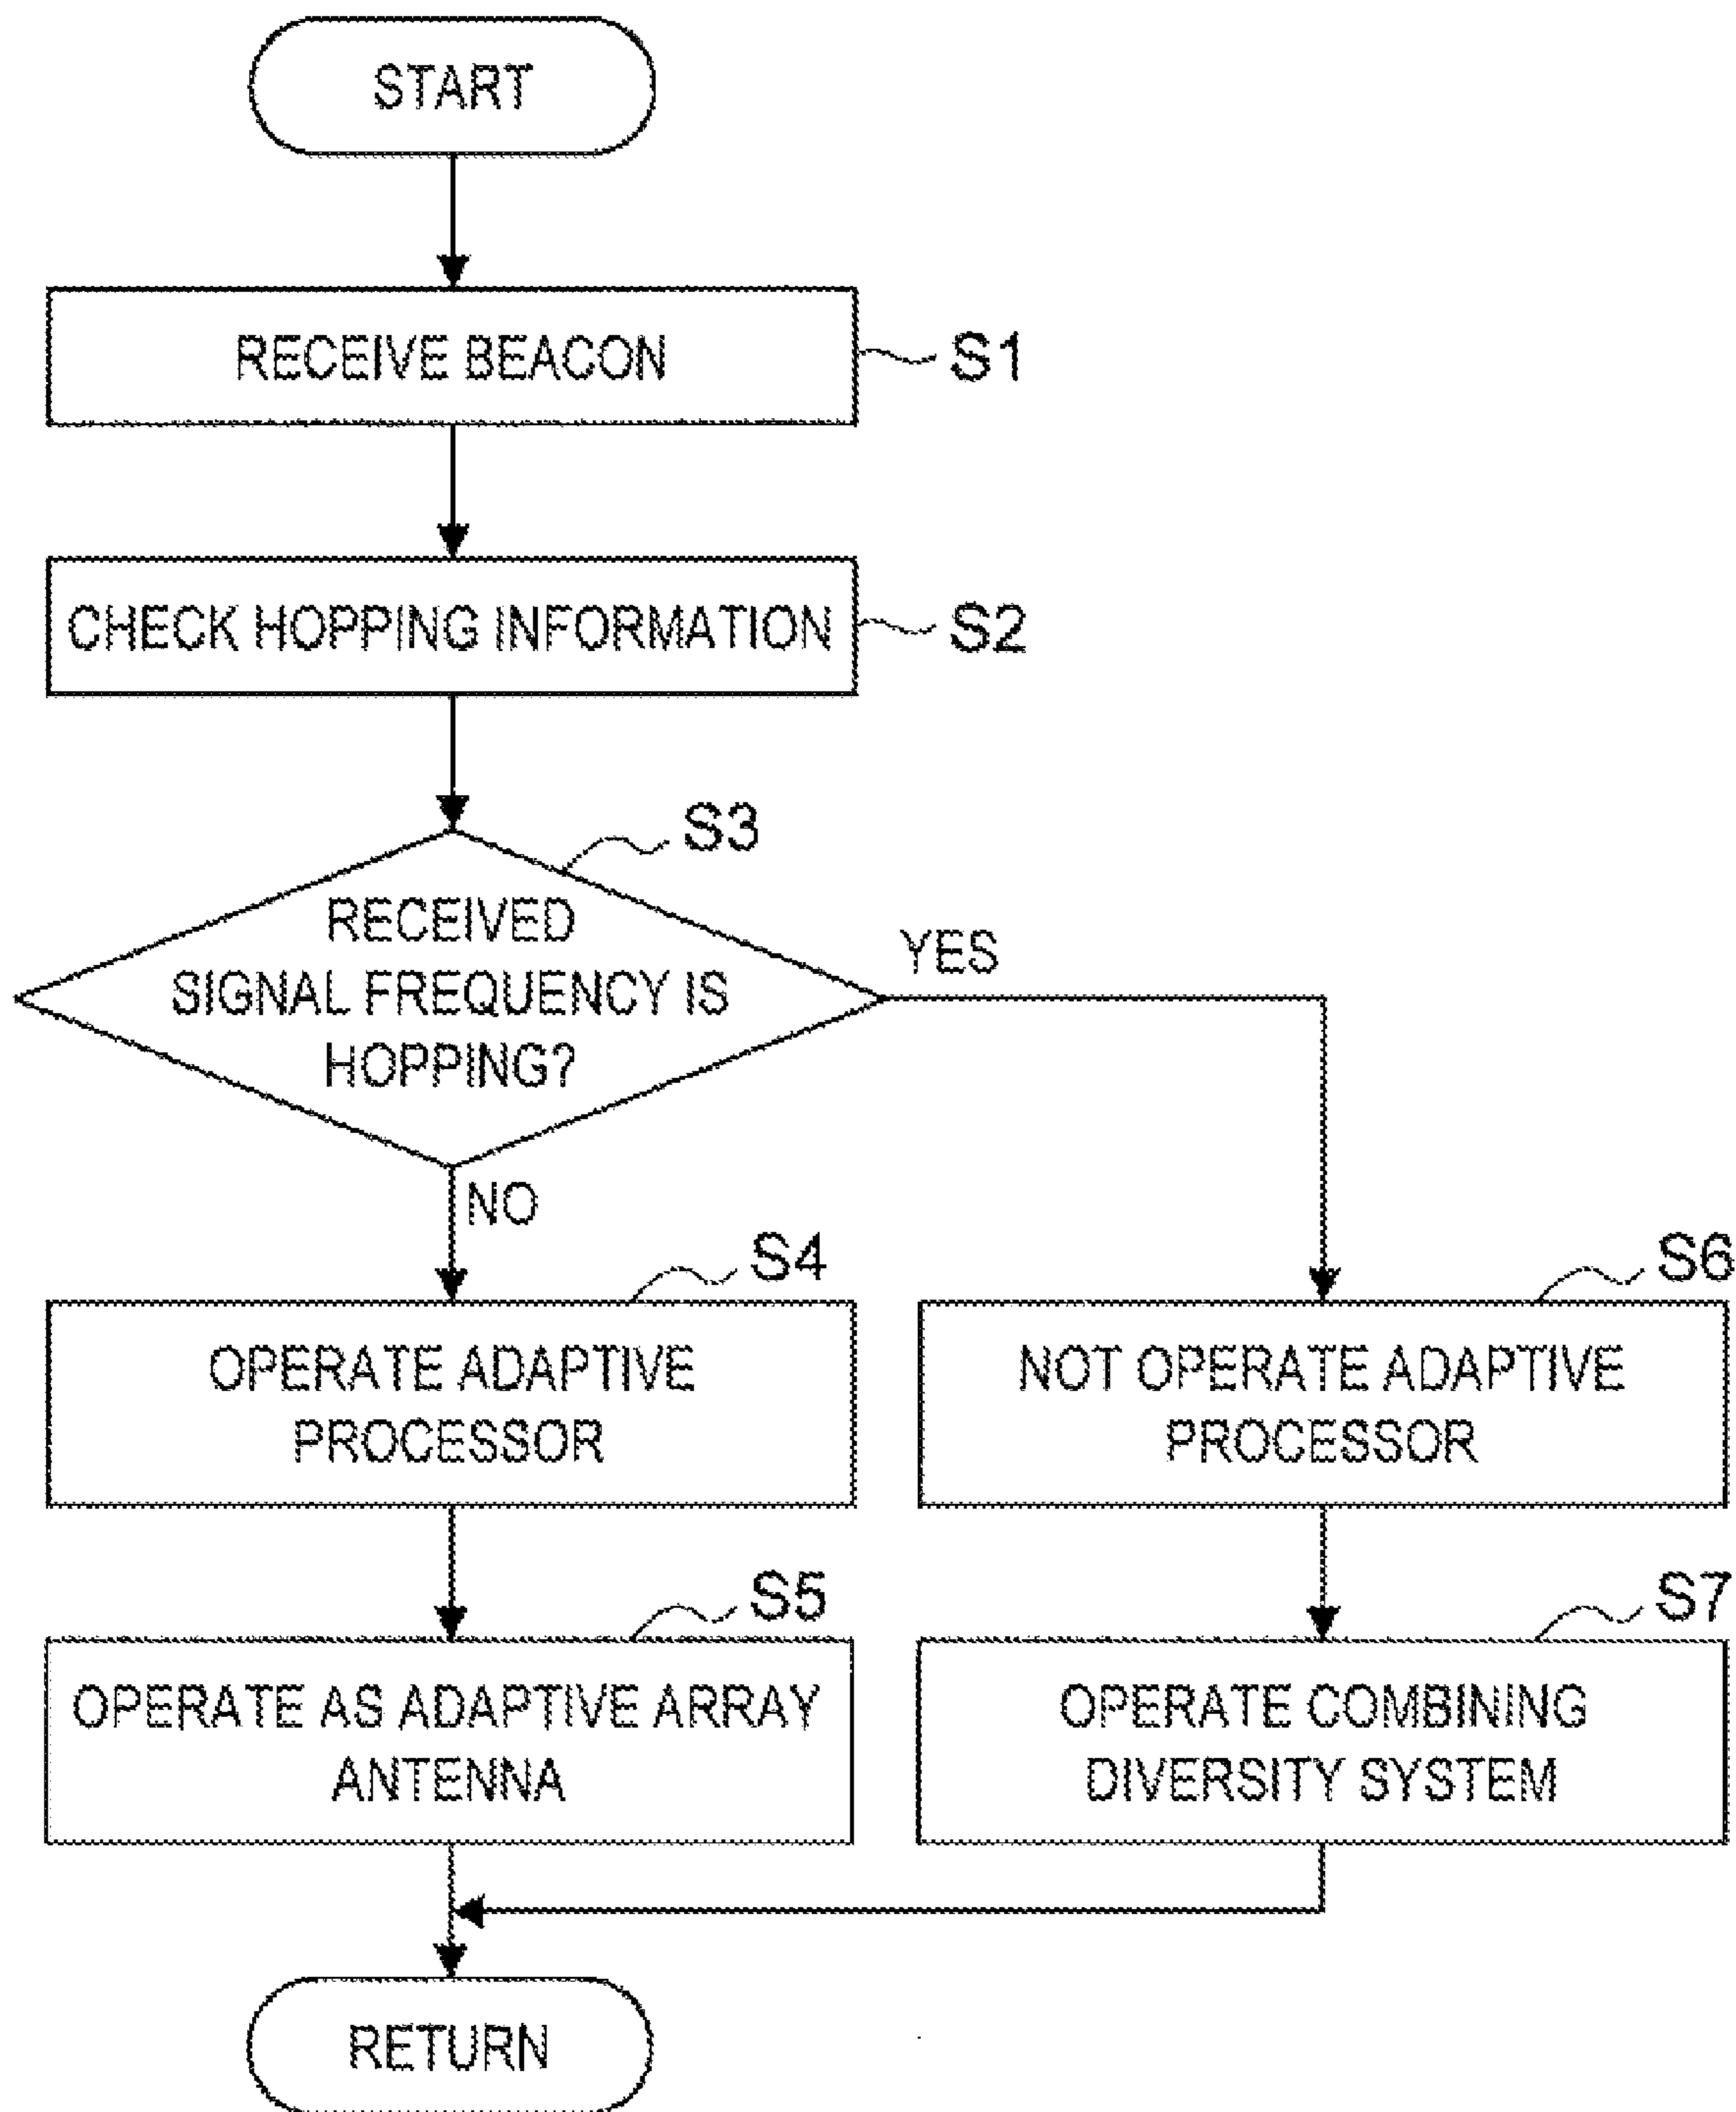 START
RECEIVE BEACON
S1
CHECK HOPPING INFORMATION
S2
S3
RECEIVED
SIGNAL FREQUENCY IS
HOPPING?
YES
NO
S4
OPERATE ADAPTIVE
PROCESSOR
S6
NOT OPERATE ADAPTIVE
PROCESSOR
S5
OPERATE AS ADAPTIVE ARRAY
ANTENNA
S7
OPERATE COMBINING
DIVERSITY SYSTEM
RETURN